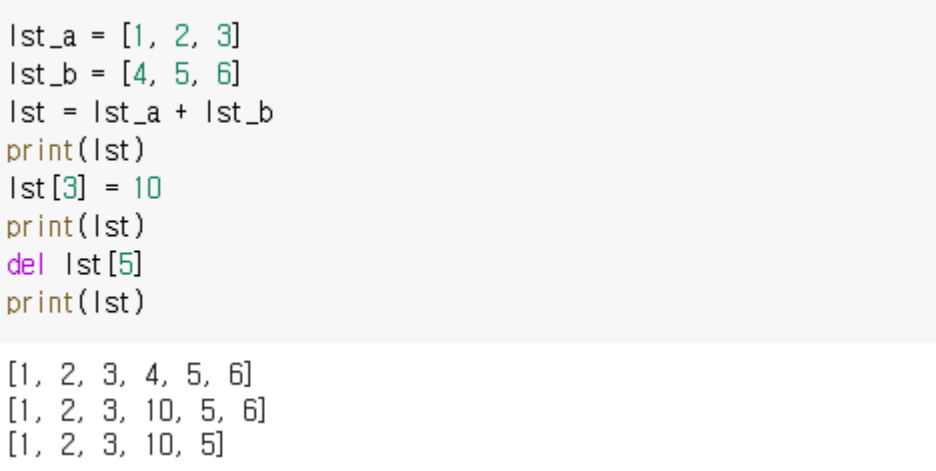 lst_a = [1, 2, 3]
lst_b = [4, 5, 6]
lst = lst_a + lst_b
print(lst)
lst[3] = 10
print(lst)
del lst[5]
print(lst)
[1, 2, 3, 4, 5, 6]
[1, 2, 3, 10, 5, 6]
[1, 2, 3, 10, 5]